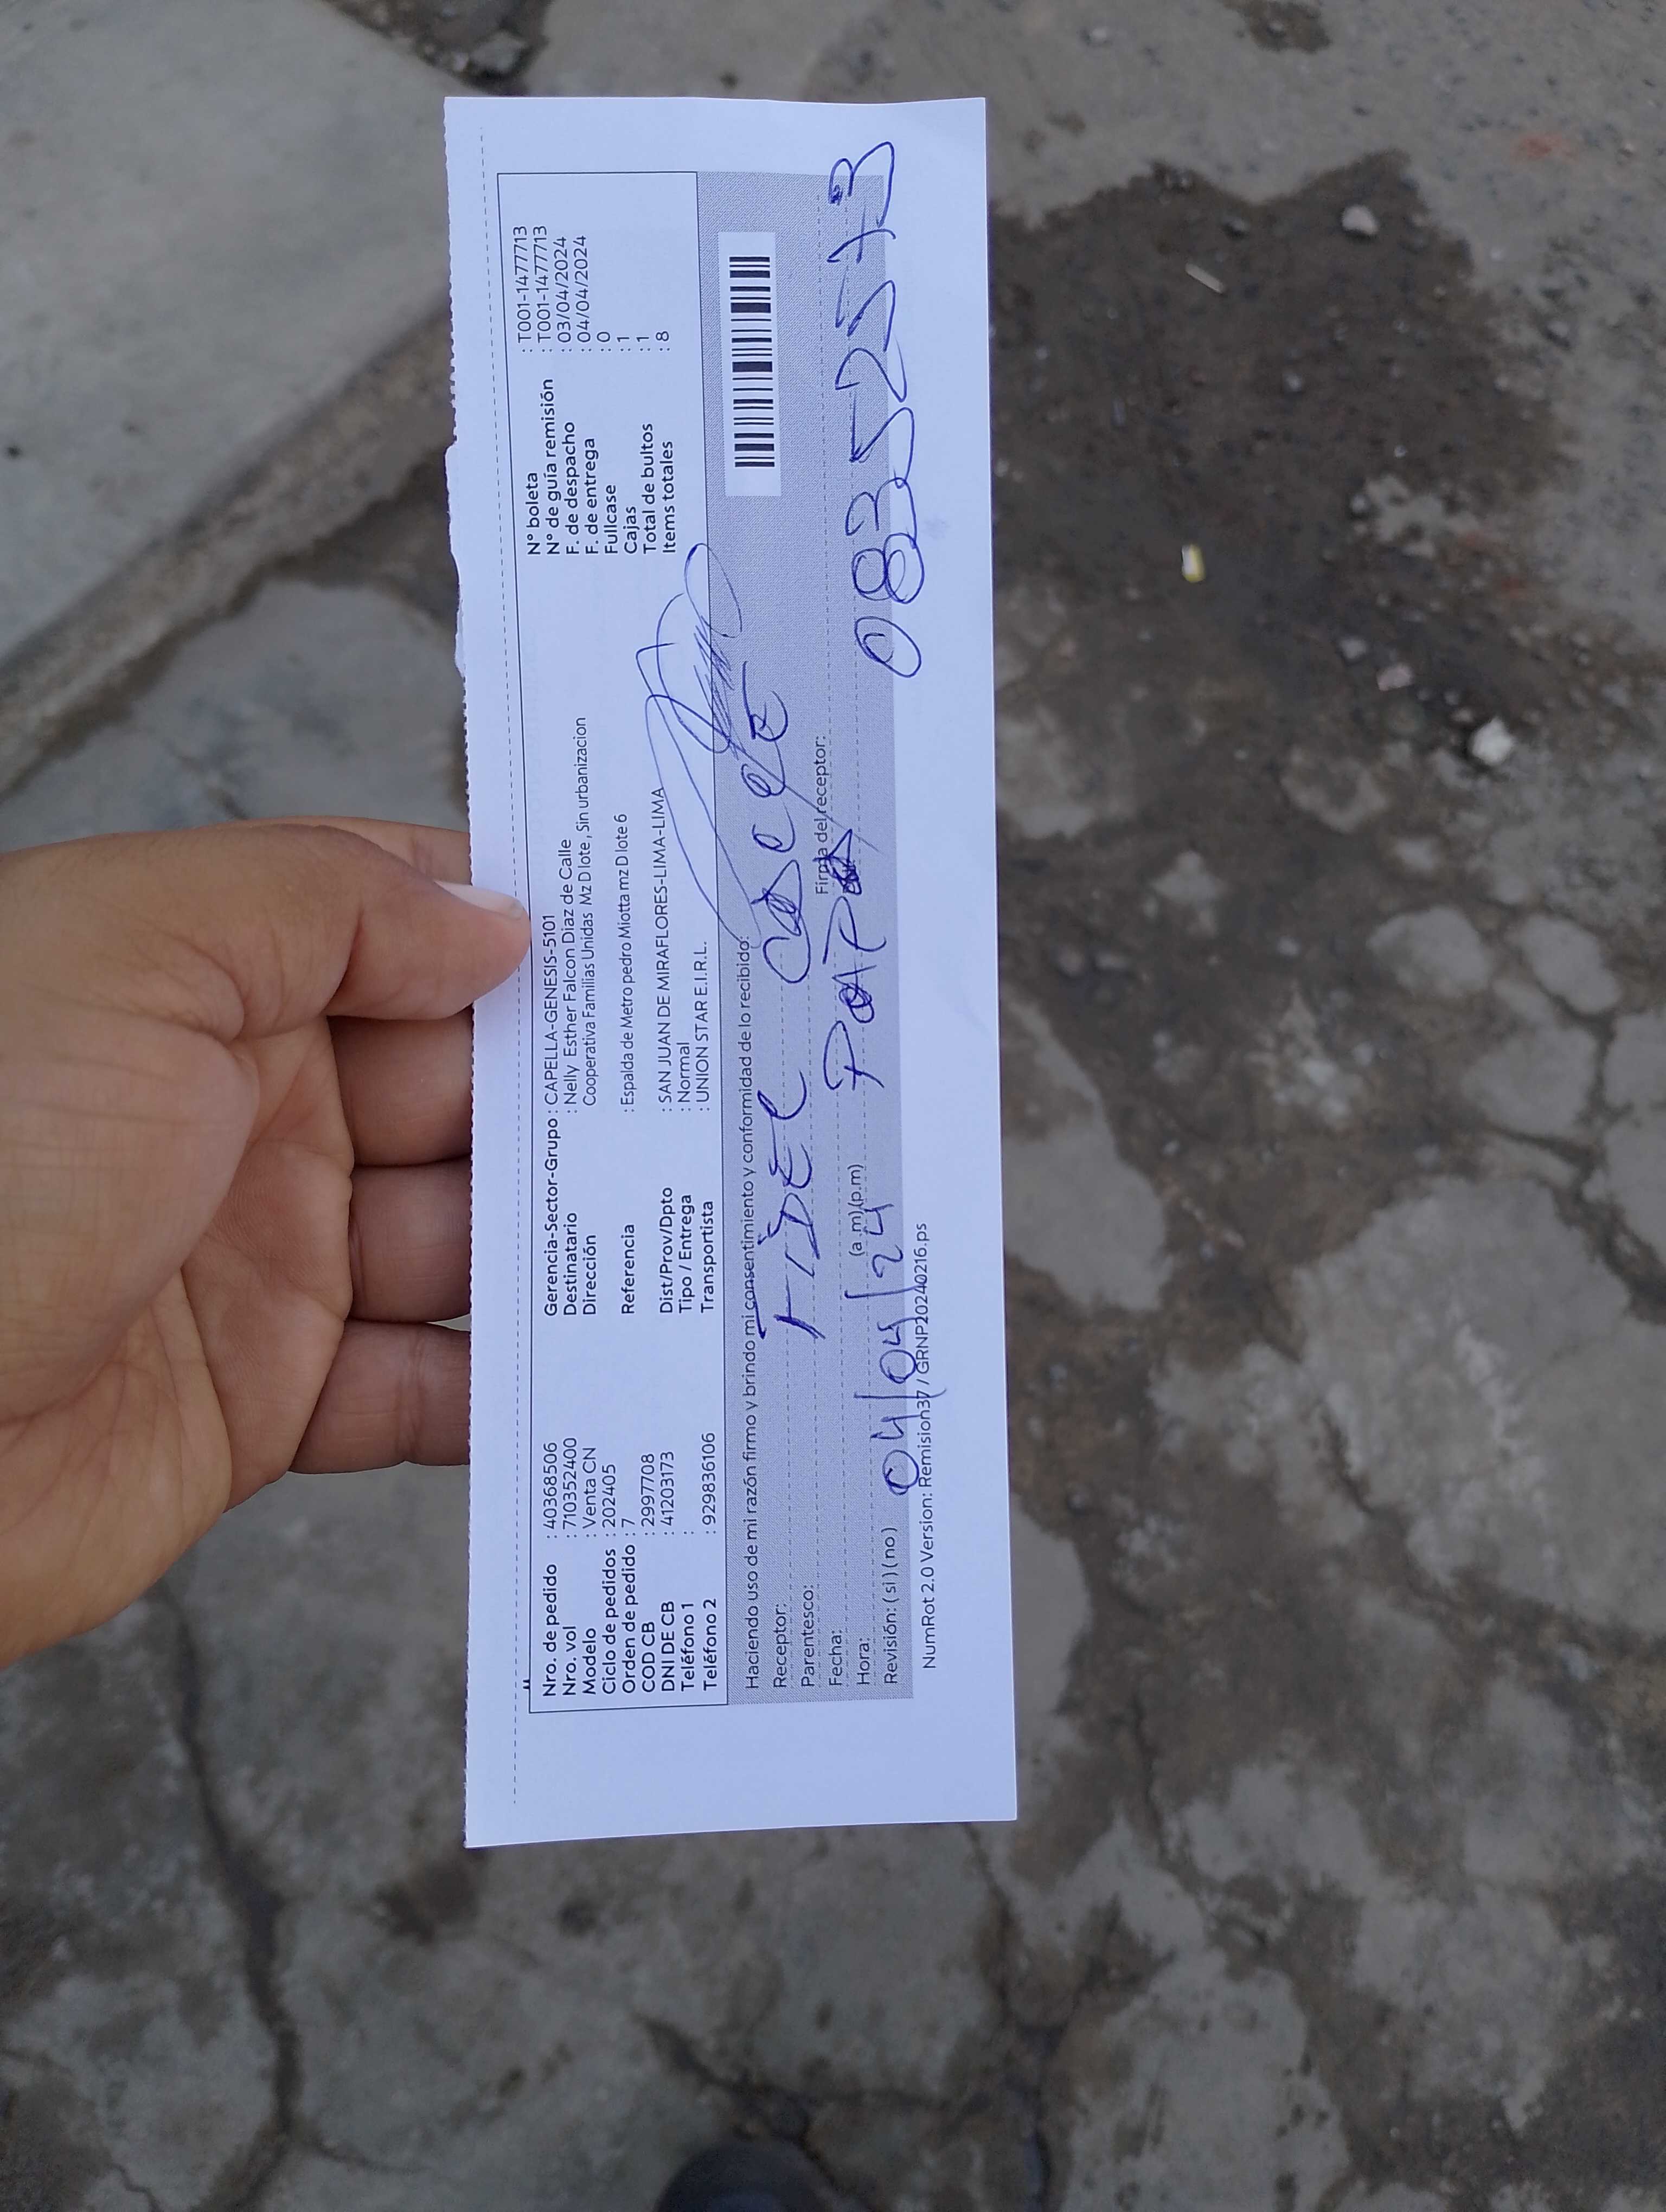 Nro. de pedido : 40368506
Nro. vol : 710352400
Modelo : Venta CN
Ciclo de pedidos : 202405
Orden de pedido : 7
COD CB : 2997708
DNI DE CB : 41203173
Teléfono 1 :
Teléfono 2 : 929836106
Gerencia-Sector-Grupo : CAPELLA-GENESIS-5101
Destinatario : Nelly Esther Falcon Diaz de Calle
Dirección Cooperativa Familias Unidas Mz D lote , Sin urbanizacion
Referencia : Espalda de Metro pedro Miotta mz D lote 6
Dist/Prov/Dpto : SAN JUAN DE MIRAFLORES-LIMA-LIMA
Tipo / Entrega : Normal
Transportista : UNION STAR E.I.R.L.
N° boleta : T001-1477713
N° de guía remisión : T001-1477713
F. de despacho : 03/04/2024
F. de entrega : 04/04/2024
Fullcase : 0
Cajas : 1
Total de bultos : 1
Items totales : 8
Haciendo uso de mi razón firmo y brindo mi consentimiento y conformidad de lo recibido:
Receptor: FIDEL
Parentesco: PAPA
Firma del receptor:
Fecha: 04/04/24
Hora: (a.m)(p.m)
Revisión: ( si ) ( no )
NumRot 2.0 Version: Remision37 / GRNP20240216.ps